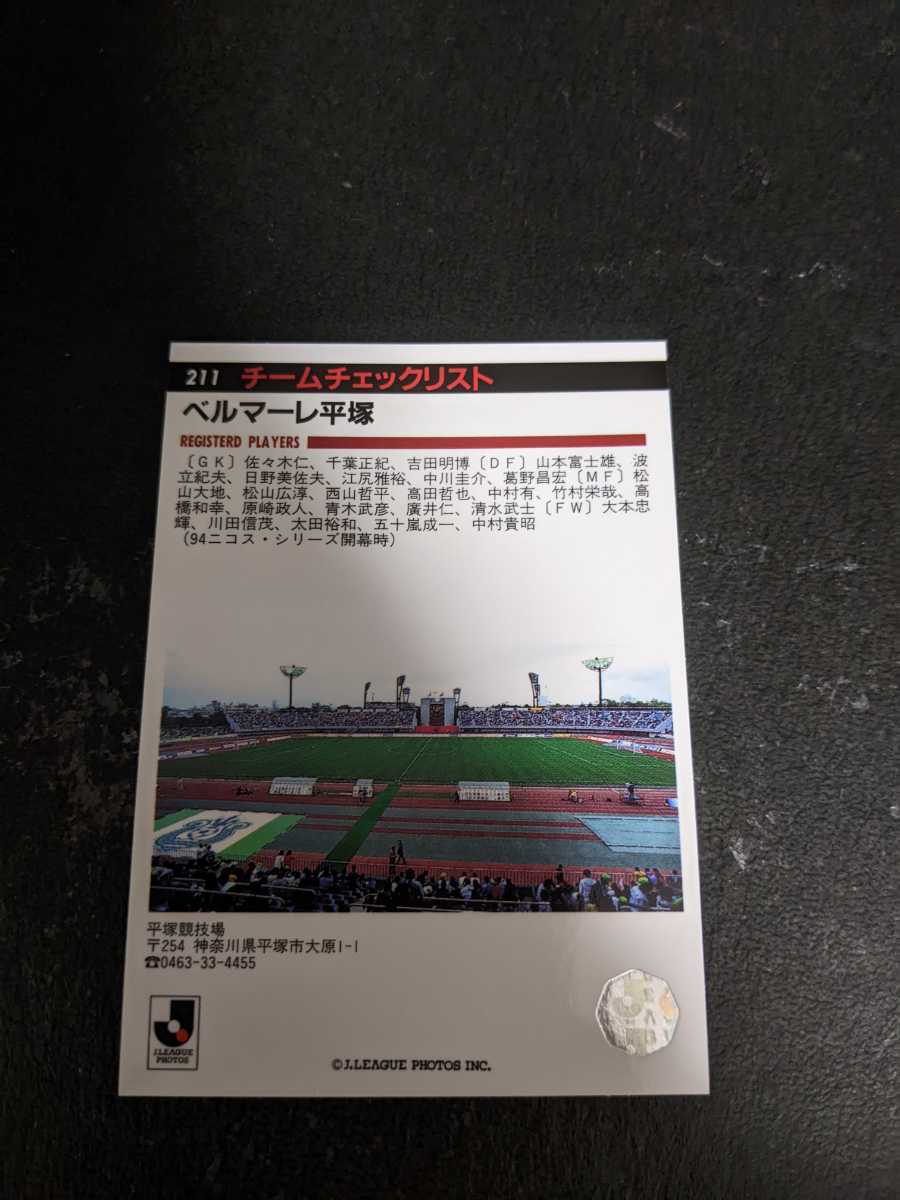 211 チームチェックリスト
ベルマーレ平塚
REGISTERD PLAYERS
〔GK〕佐々木仁、千葉正紀、吉田明博〔DF〕山本富士雄、波
立紀夫、日野美佐夫、江尻雅裕、中川圭介、葛野昌宏〔MF〕松
山大地、松山広淳、西山哲平、高田哲也、中村有、竹村栄哉、高
橋和幸、原崎政人、青木武彦、廣井仁、清水武士〔FW〕大本忠
輝、川田信茂、太田裕和、五十嵐成一、中村貴昭
(94ニコス・シリーズ開幕時)
平塚競技場
〒254 神奈川県平塚市大原1-1
☎0463-33-4455
J.LEAGUE
PHOTOS
©J.LEAGUE PHOTOS INC.